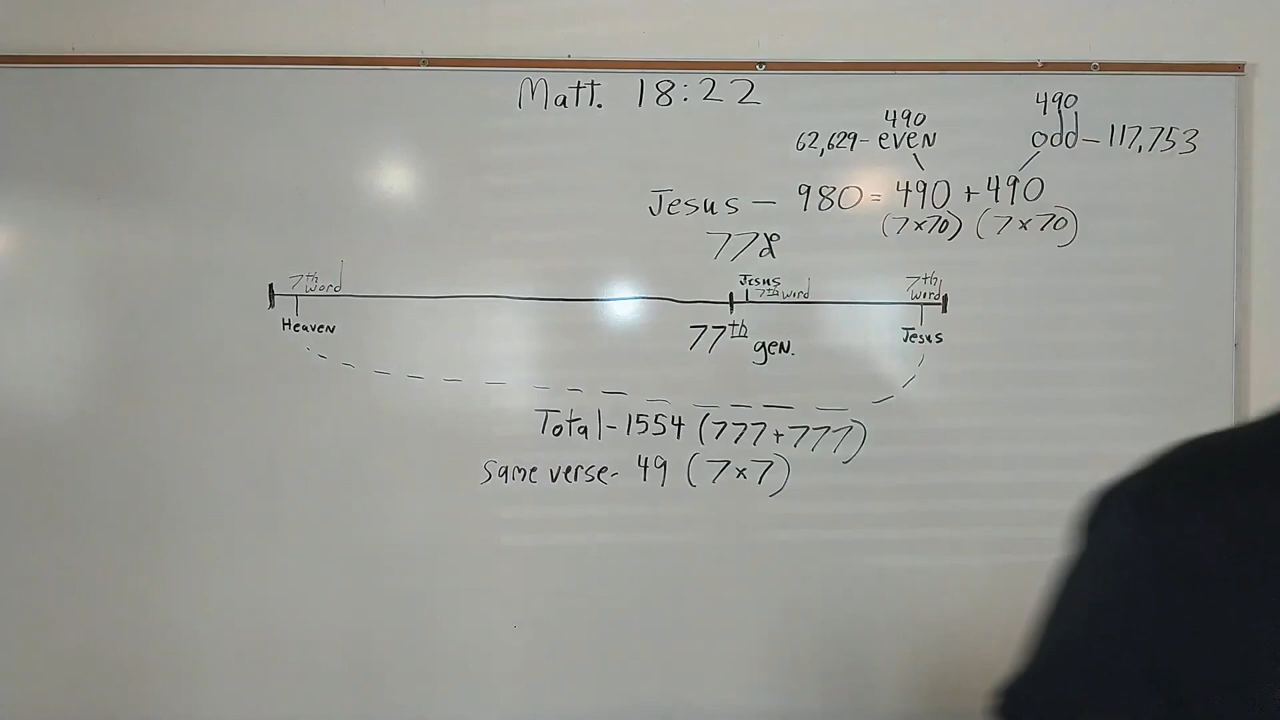 Matt. 18:22
490 490
62,629- even odd - 117,753
Jesus - 980 = 490 + 490
(7×70) (7×70)
7th word Jesus 7th word 7th word
Heaven 77th gen. Jesus
Total - 1554 (777+777)
Same verse- 49 (7×7)